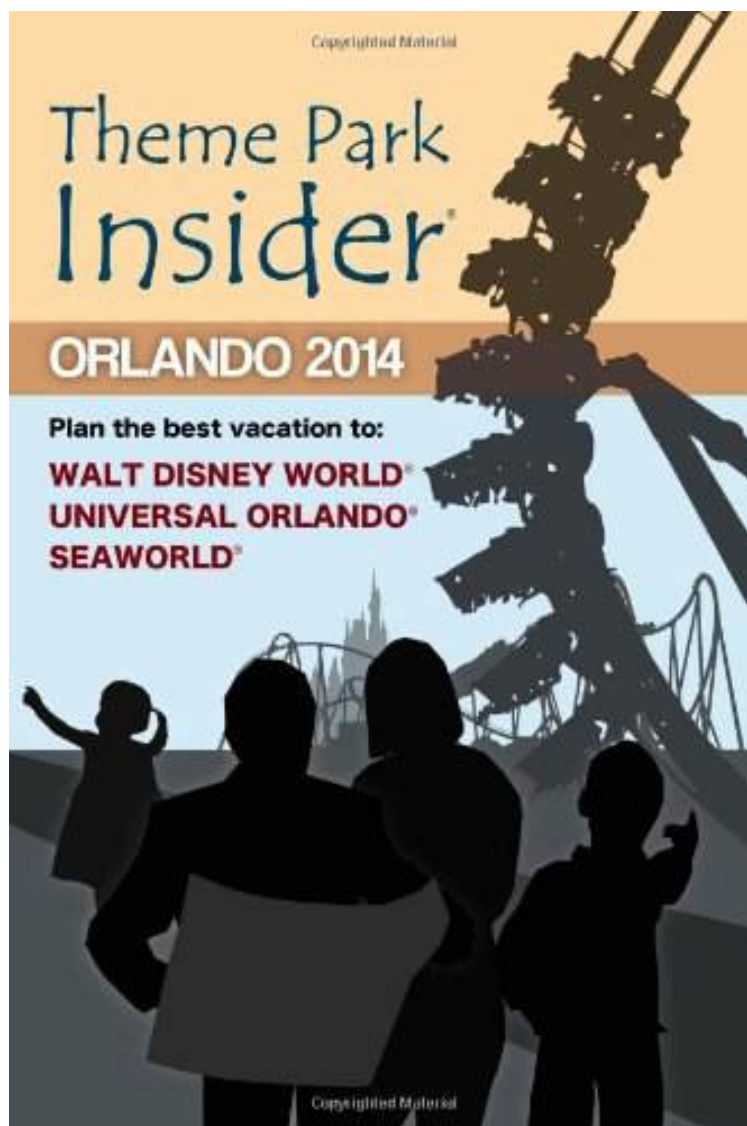 Copyrighted Material
Theme Park
Insider®
ORLANDO 2014
Plan the best vacation to:
WALT DISNEY WORLD®
UNIVERSAL ORLANDO®
SEAWORLD®
Copyrighted Material